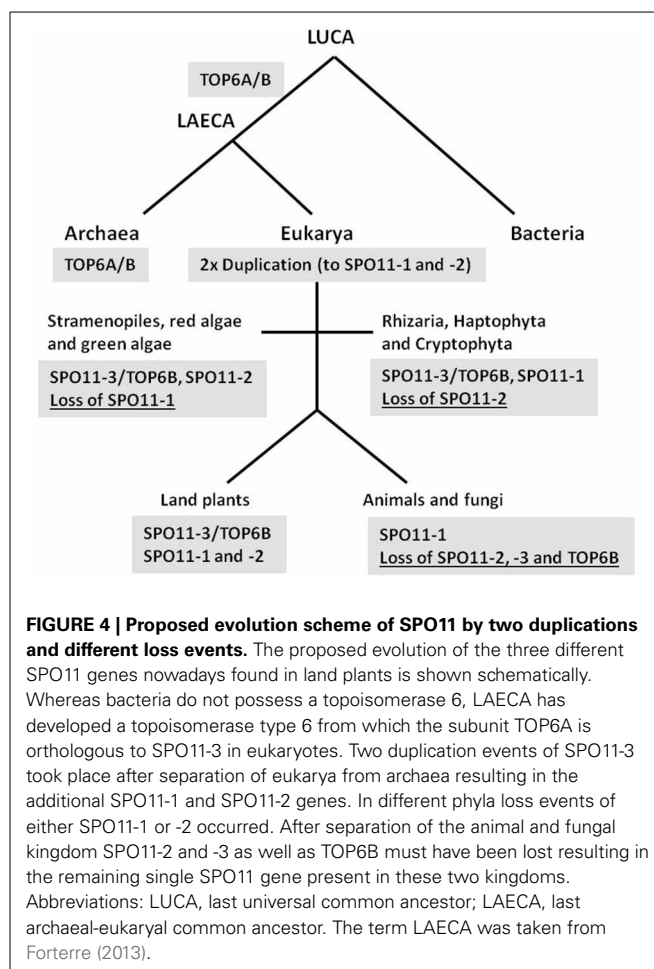 LUCA
TOP6A/B
LAECA
Archaea
Eukarya
Bacteria
TOP6A/B
2x Duplication (to SPO11-1 and -2)
Stramenopiles, red algae
and green algae
Rhizaria, Haptophyta
and Cryptophyta
SPO11-3/TOP6B, SPO11-2
Loss of SPO11-1
SPO11-3/TOP6B, SPO11-1
Loss of SPO11-2
Land plants
Animals and fungi
SPO11-3/TOP6B
SPO11-1 and -2
SPO11-1
Loss of SPO11-2, -3 and TOP6B
FIGURE 4 | Proposed evolution scheme of SPO11 by two duplications
and different loss events. The proposed evolution of the three different
SPO11 genes nowadays found in land plants is shown schematically.
Whereas bacteria do not possess a topoisomerase 6, LAECA has
developed a topoisomerase type 6 from which the subunit TOP6A is
orthologous to SPO11-3 in eukaryotes. Two duplication events of SPO11-3
took place after separation of eukarya from archaea resulting in the
additional SPO11-1 and SPO11-2 genes. In different phyla loss events of
either SPO11-1 or -2 occurred. After separation of the animal and fungal
kingdom SPO11-2 and -3 as well as TOP6B must have been lost resulting in
the remaining single SPO11 gene present in these two kingdoms.
Abbreviations: LUCA, last universal common ancestor; LAECA, last
archaeal-eukaryal common ancestor. The term LAECA was taken from
Forterre (2013).